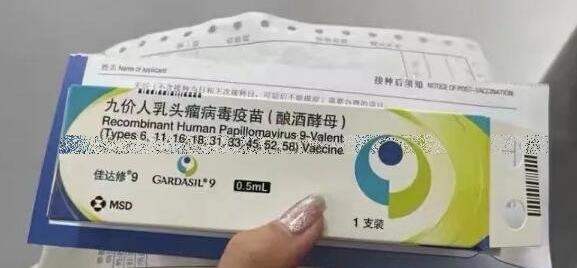 姓名 Name of applicant
接种后须知 NOTICE OF POST-VACCINATION
九价人乳头瘤病毒疫苗（酿酒酵母）
Recombinant Human Papillomavirus 9-Valent
(Types 6, 11, 16, 18, 31, 33, 45, 52, 58) Vaccine
佳达修®9
GARDASIL®9
0.5mL
MSD
1支装